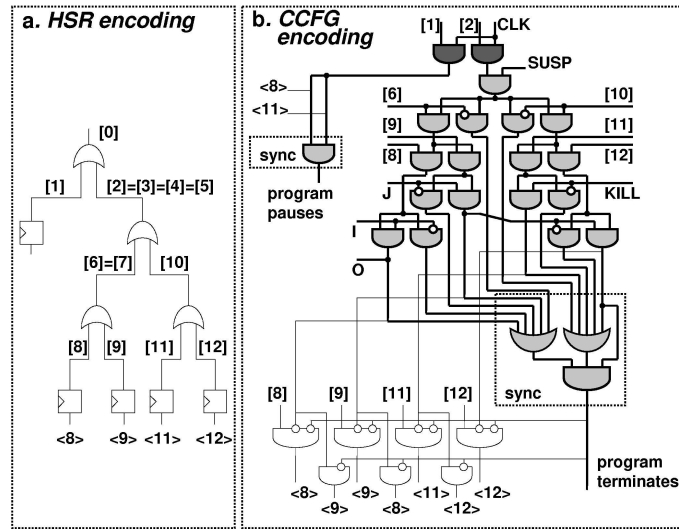 a. HSR encoding
[0]
[1]
[2]=[3]=[4]=[5]
[6]=[7]
[10]
[8]
[9]
[11]
[12]
<8>
<9>
<11>
<12>
b. CCFG
encoding
[1]
[2]
CLK
SUSP
<8>
<11>
sync
program
pauses
[6]
[10]
[9]
[11]
[8]
[12]
J
KILL
I
O
sync
[8]
[9]
[11]
[12]
<8>
<9>
<9>
<8>
<11>
<12>
<12>
program
terminates